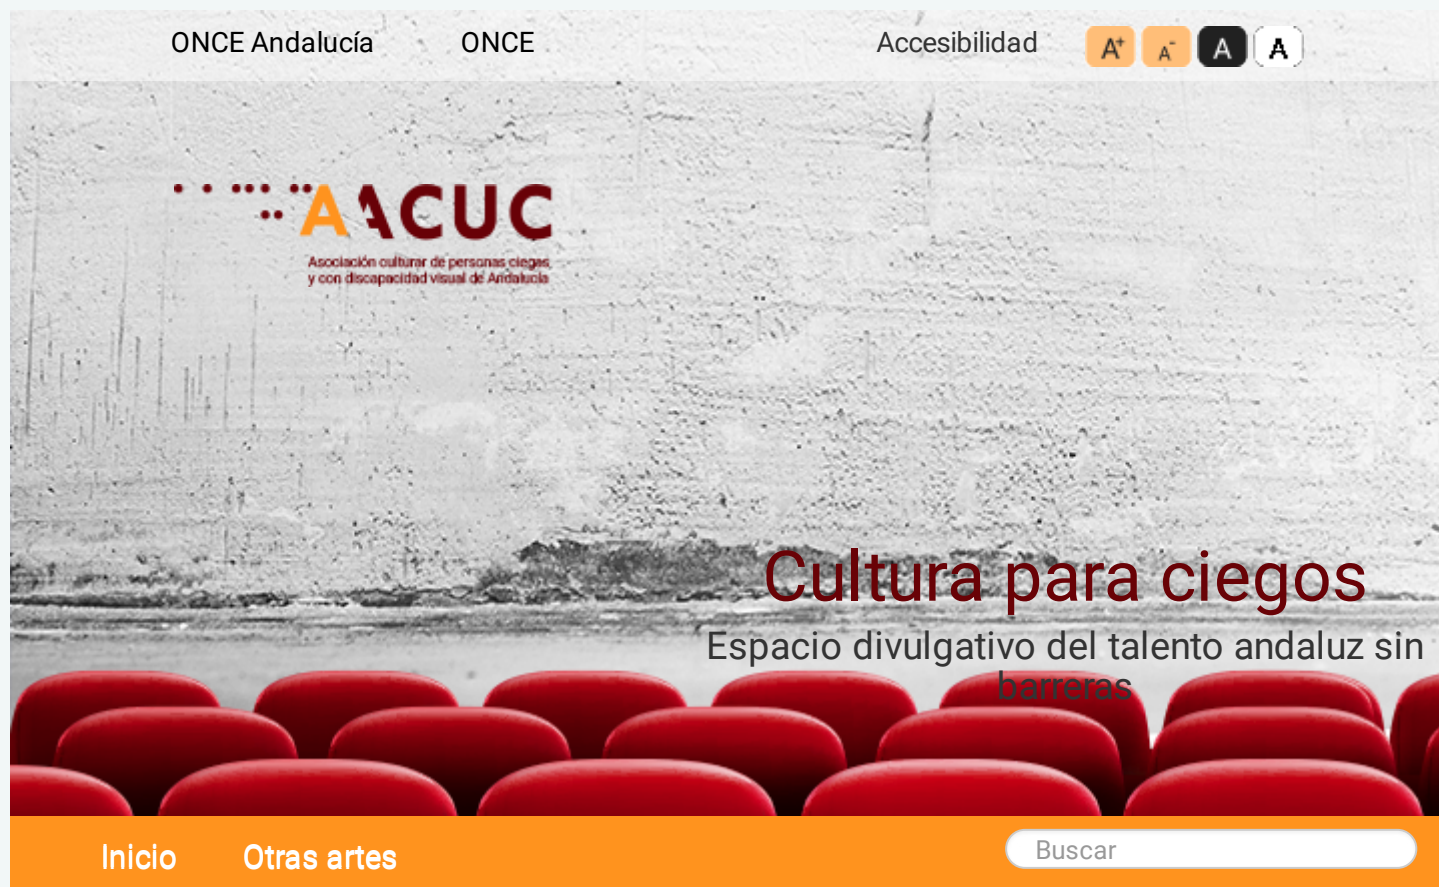 ONCE Andalucía ONCE Accesibilidad A+ A- A A
AACUC
Asociación culturar de personas ciegas
y con discapacidad visual de Andalucía
Cultura para ciegos
Espacio divulgativo del talento andaluz sin
barreras
Inicio Otras artes Buscar